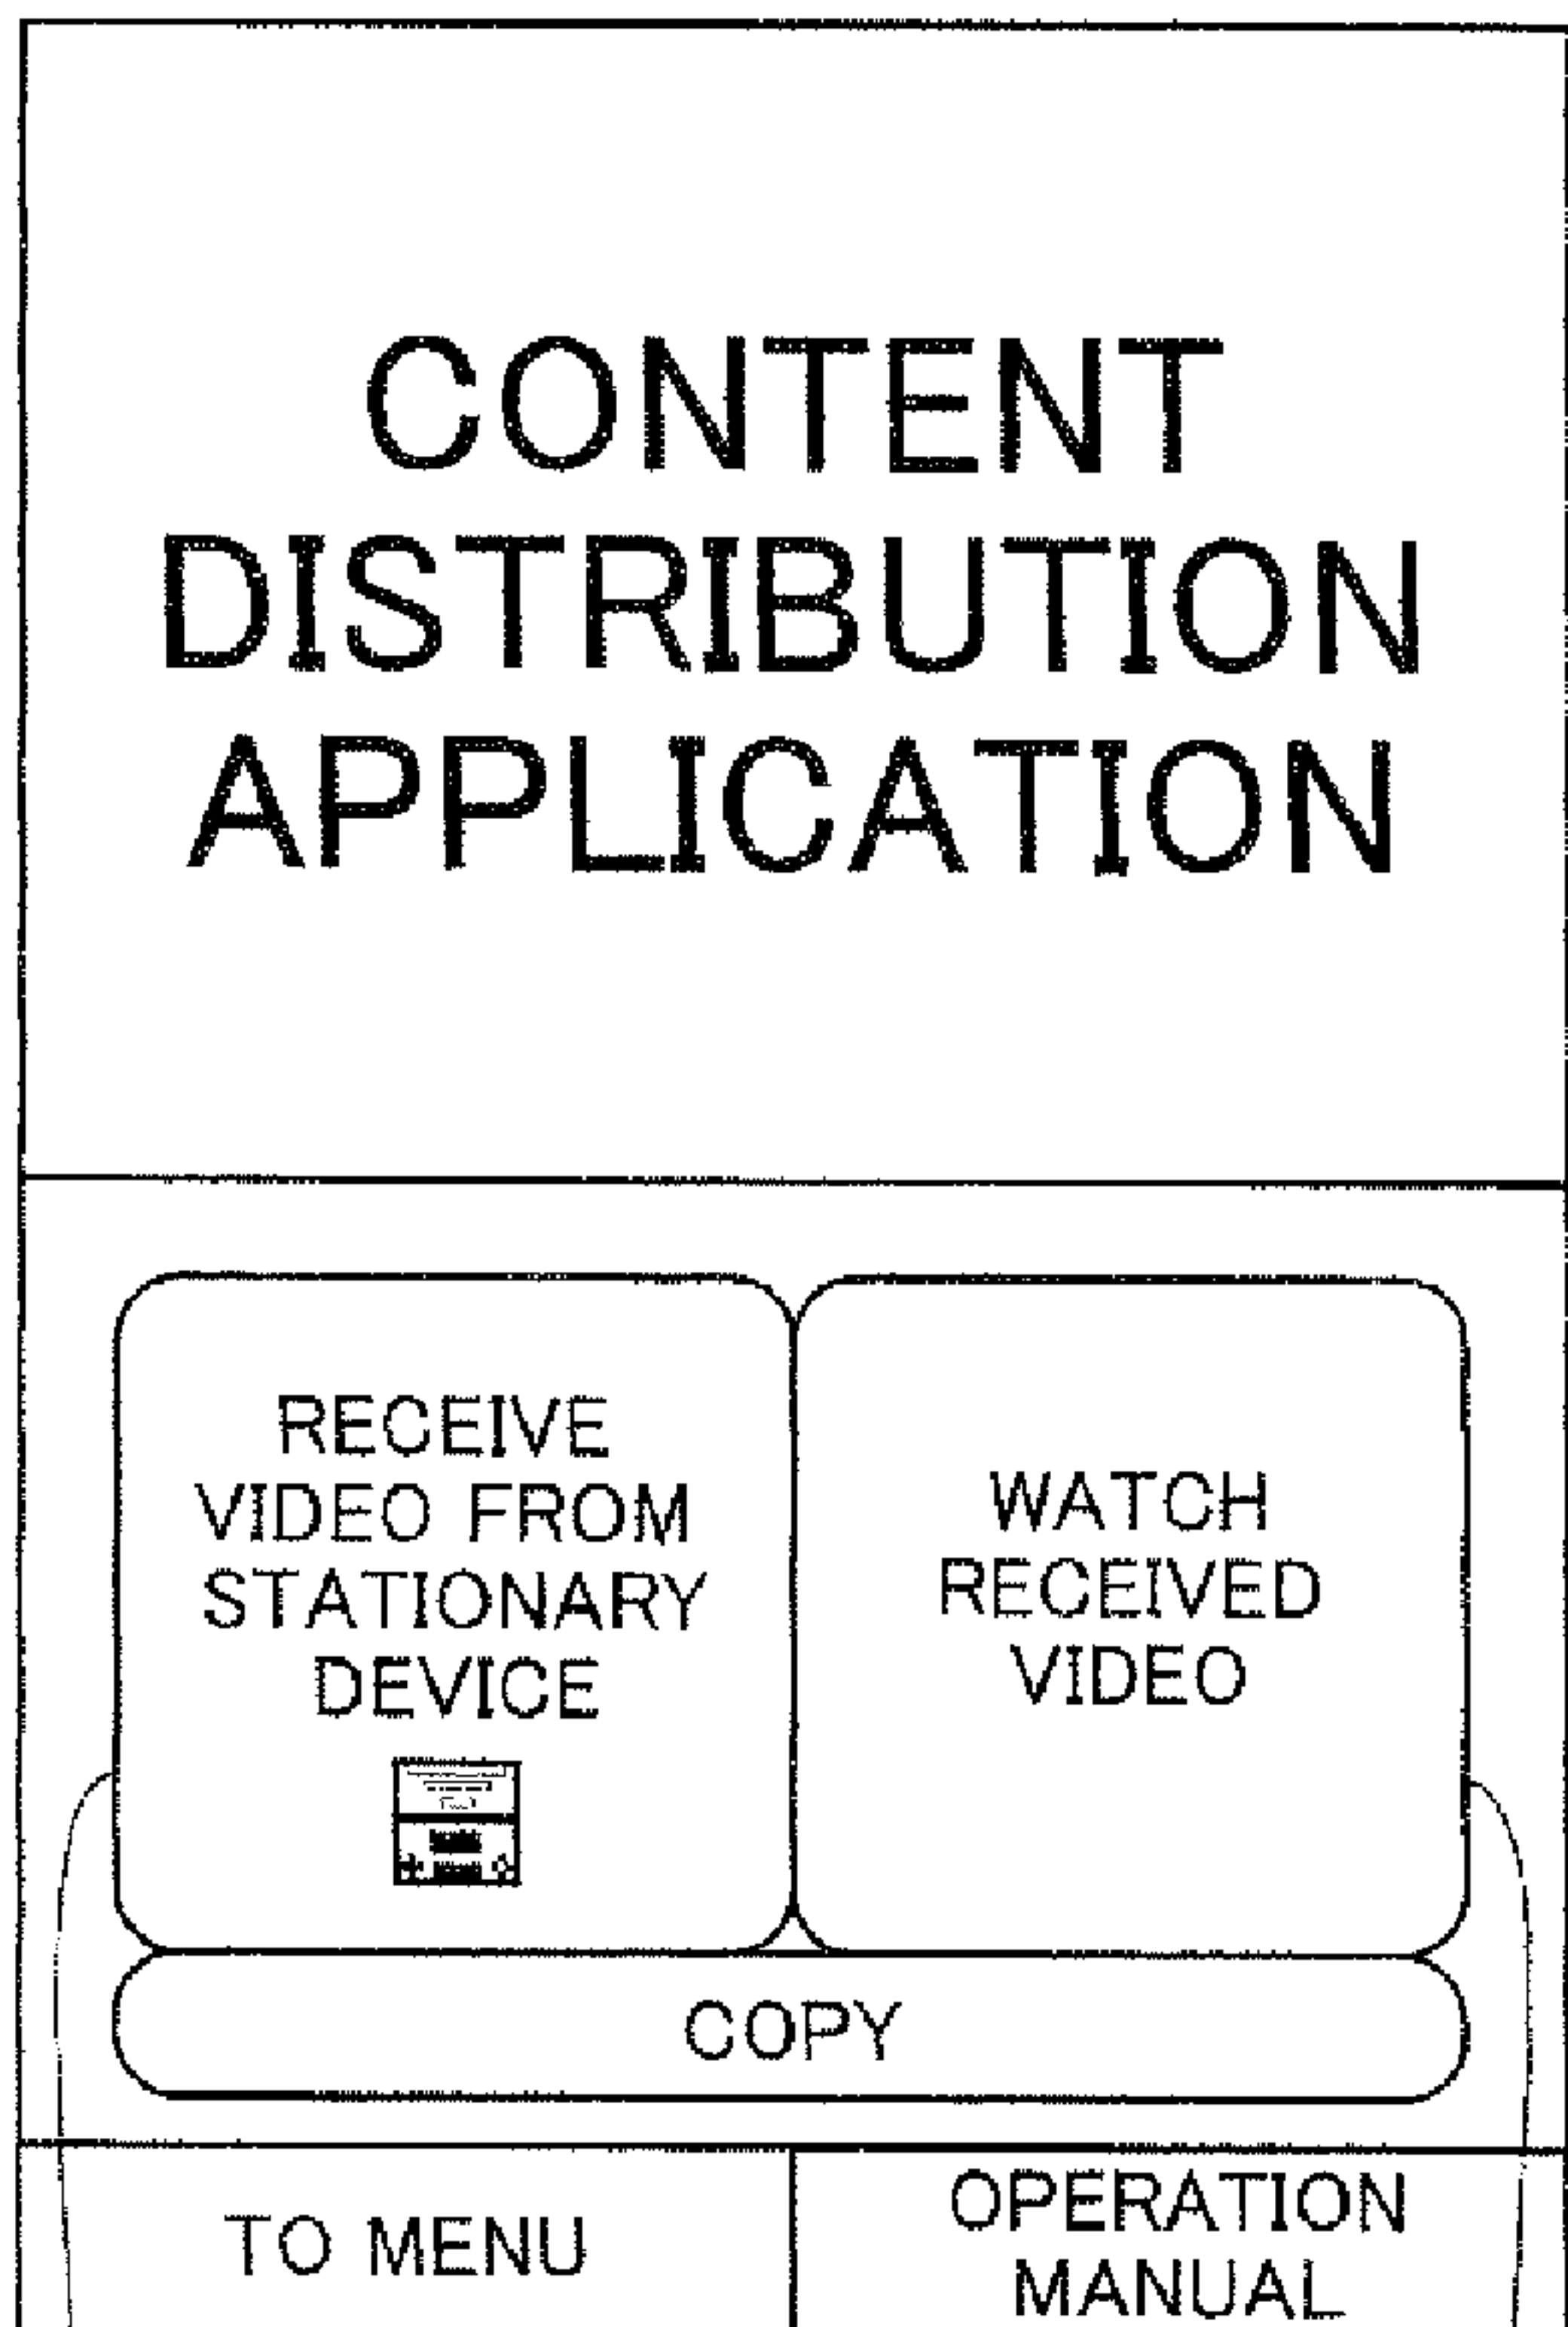 CONTENT
DISTRIBUTION
APPLICATION
RECEIVE
VIDEO FROM
STATIONARY
DEVICE
WATCH
RECEIVED
VIDEO
COPY
TO MENU
OPERATION
MANUAL